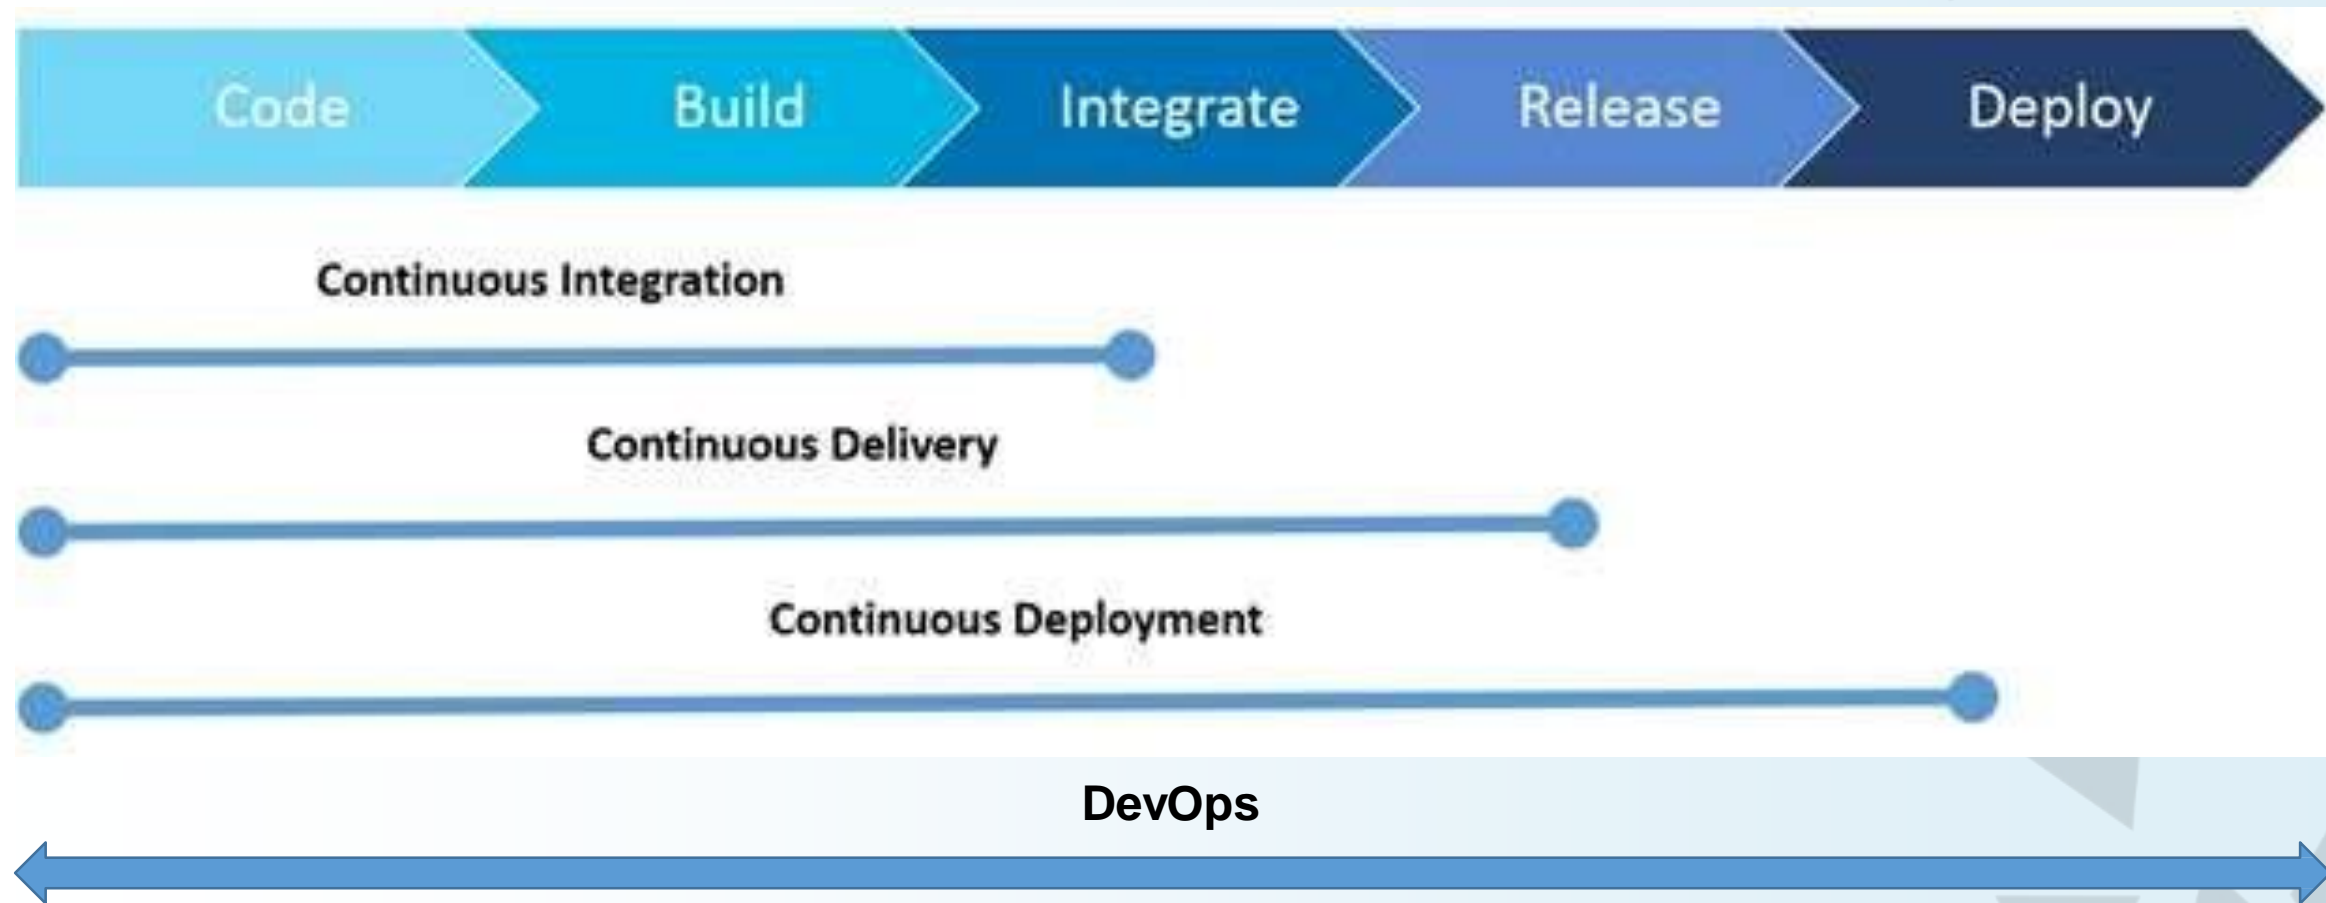 Code Build Integrate Release Deploy
Continuous Integration
Continuous Delivery
Continuous Deployment
DevOps